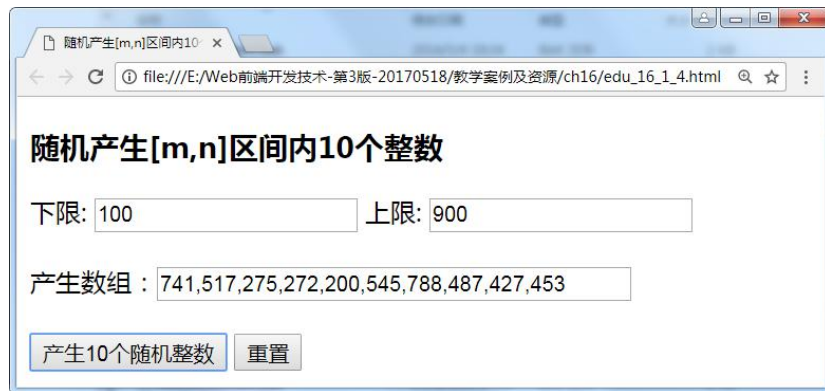 随机产生[m,n]区间内10
file:///E:/Web前端开发技术-第3版-20170518/教学案例及资源/ch16/edu_16_1_4.html
随机产生[m,n]区间内10个整数
下限: 100 上限: 900
产生数组：741,517,275,272,200,545,788,487,427,453
产生10个随机整数 重置